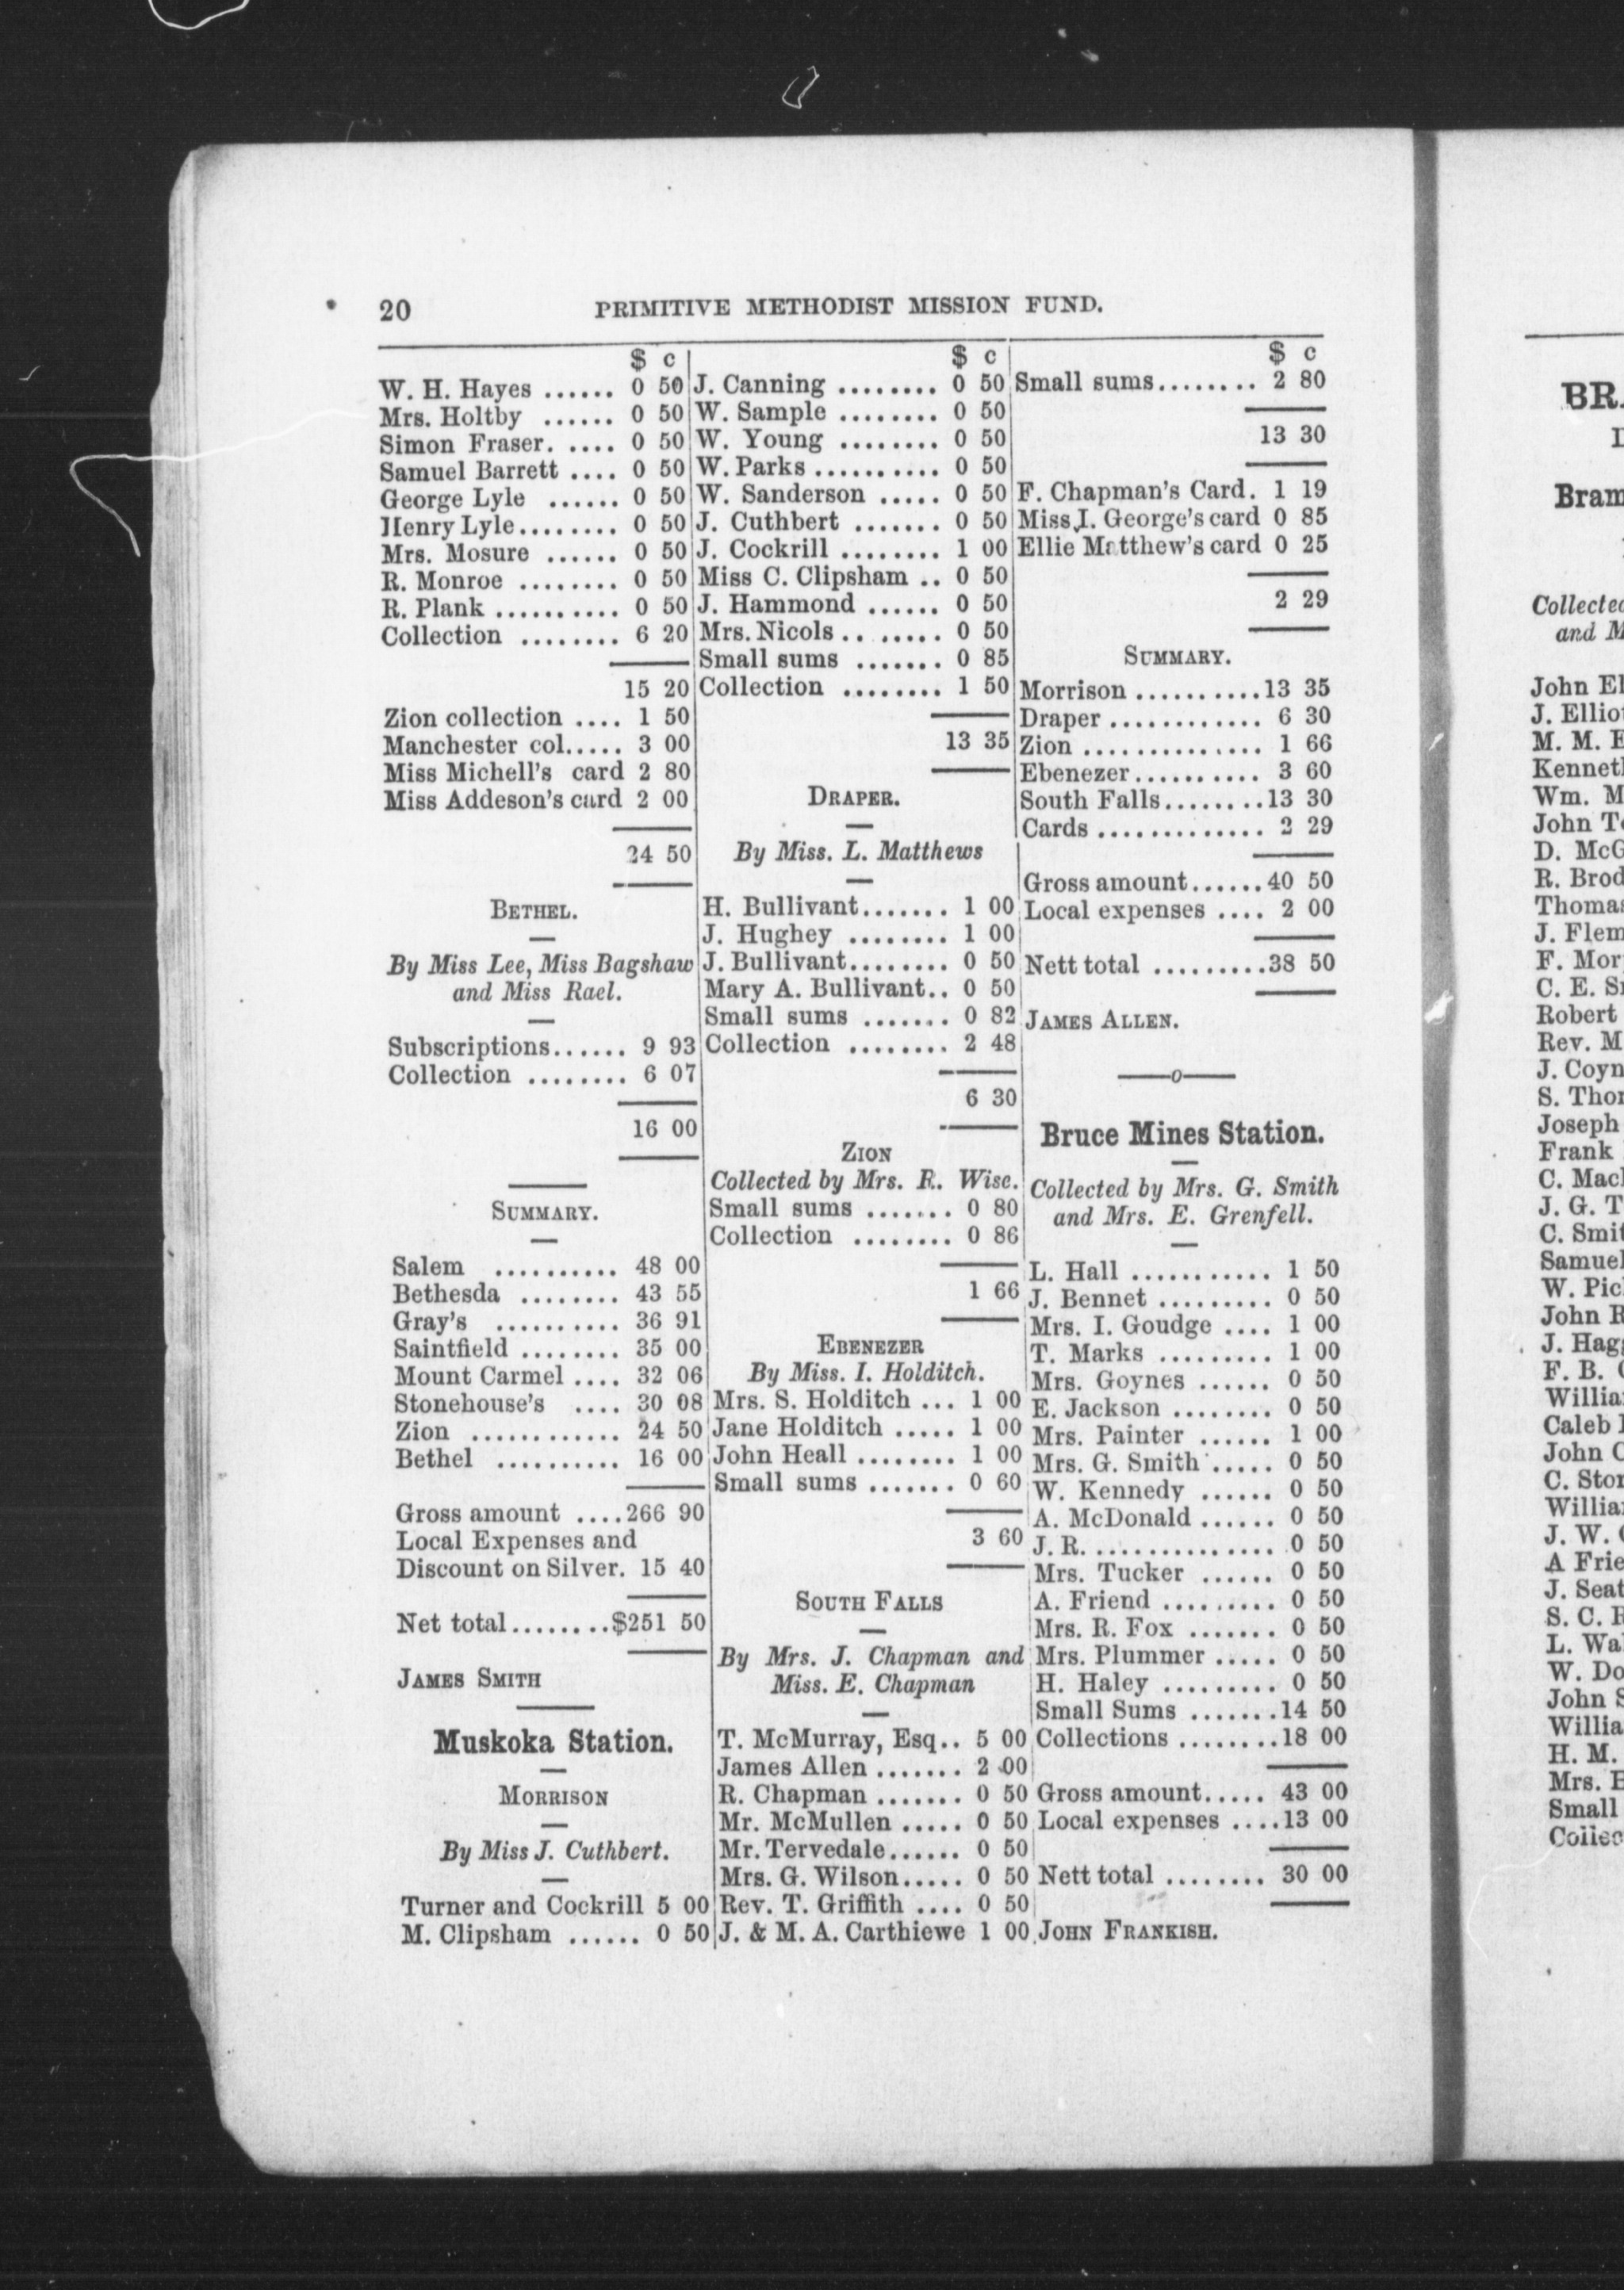 20 PRIMITIVE METHODIST MISSION FUND.
$ c
W. H. Hayes ...... 0 50
Mrs. Holtby ...... 0 50
Simon Fraser. .... 0 50
Samuel Barrett .... 0 50
George Lyle ...... 0 50
Henry Lyle........ 0 50
Mrs. Mosure ...... 0 50
R. Monroe ........ 0 50
R. Plank .......... 0 50
Collection ........ 6 20
15 20
Zion collection .... 1 50
Manchester col..... 3 00
Miss Michell's card 2 80
Miss Addeson's card 2 00
24 50
BETHEL.
By Miss Lee, Miss Bagshaw
and Miss Rael.
Subscriptions...... 9 93
Collection ........ 6 07
16 00
SUMMARY.
Salem .......... 48 00
Bethesda ........ 43 55
Gray's .......... 36 91
Saintfield ........ 35 00
Mount Carmel .... 32 06
Stonehouse's .... 30 08
Zion ............ 24 50
Bethel .......... 16 00
Gross amount ....266 90
Local Expenses and
Discount on Silver. 15 40
Net total........$251 50
JAMES SMITH
Muskoka Station.
MORRISON
By Miss J. Cuthbert.
Turner and Cockrill 5 00
M. Clipsham ...... 0 50
$ c
J. Canning ........ 0 50
W. Sample ........ 0 50
W. Young ........ 0 50
W. Parks .......... 0 50
W. Sanderson ..... 0 50
J. Cuthbert ....... 0 50
J. Cockrill ........ 1 00
Miss C. Clipsham .. 0 50
J. Hammond ...... 0 50
Mrs. Nicols........ 0 50
Small sums ....... 0 85
Collection ........ 1 50
13 35
DRAPER.
By Miss. L. Matthews
H. Bullivant....... 1 00
J. Hughey ........ 1 00
J. Bullivant........ 0 50
Mary A. Bullivant.. 0 50
Small sums ....... 0 82
Collection ........ 2 48
6 30
ZION
Collected by Mrs. R. Wise.
Small sums ....... 0 80
Collection ........ 0 86
1 66
EBENEZER
By Miss. I. Holditch.
Mrs. S. Holditch ... 1 00
Jane Holditch ..... 1 00
John Heall ........ 1 00
Small sums ....... 0 60
3 60
SOUTH FALLS
By Mrs. J. Chapman and
Miss. E. Chapman
T. McMurray, Esq.. 5 00
James Allen ....... 2 00
R. Chapman ....... 0 50
Mr. McMullen ..... 0 50
Mr. Tervedale...... 0 50
Mrs. G. Wilson..... 0 50
Rev. T. Griffith .... 0 50
J. & M. A. Carthiewe 1 00
$ c
Small sums........ 2 80
13 30
F. Chapman's Card. 1 19
Miss I. George's card 0 85
Ellie Matthew's card 0 25
2 29
SUMMARY.
Morrison ..........13 35
Draper ............ 6 30
Zion .............. 1 66
Ebenezer.......... 3 60
South Falls........13 30
Cards ............. 2 29
Gross amount......40 50
Local expenses .... 2 00
Nett total .........38 50
JAMES ALLEN.
o
Bruce Mines Station.
Collected by Mrs. G. Smith
and Mrs. E. Grenfell.
L. Hall ........... 1 50
J. Bennet ......... 0 50
Mrs. I. Goudge .... 1 00
T. Marks ......... 1 00
Mrs. Goynes ...... 0 50
E. Jackson ........ 0 50
Mrs. Painter ...... 1 00
Mrs. G. Smith ..... 0 50
W. Kennedy ...... 0 50
A. McDonald ...... 0 50
J. R. .............. 0 50
Mrs. Tucker ...... 0 50
A. Friend ......... 0 50
Mrs. R. Fox ....... 0 50
Mrs. Plummer ..... 0 50
H. Haley ......... 0 50
Small Sums .......14 50
Collections ........18 00
Gross amount..... 43 00
Local expenses ....13 00
Nett total ........ 30 00
JOHN FRANKISH.
Collected
and
John
J.
M. M.
Wm.
John
D.
R.
Thomas
J.
F.
C. E.
Robert
Rev.
J.
S.
Joseph
Frank
C.
J. G.
C.
Samuel
W.
John
J.
F. B.
Caleb
John
C.
J. W.
A
J.
S. C.
L.
W.
John
H. M.
Mrs.
Small